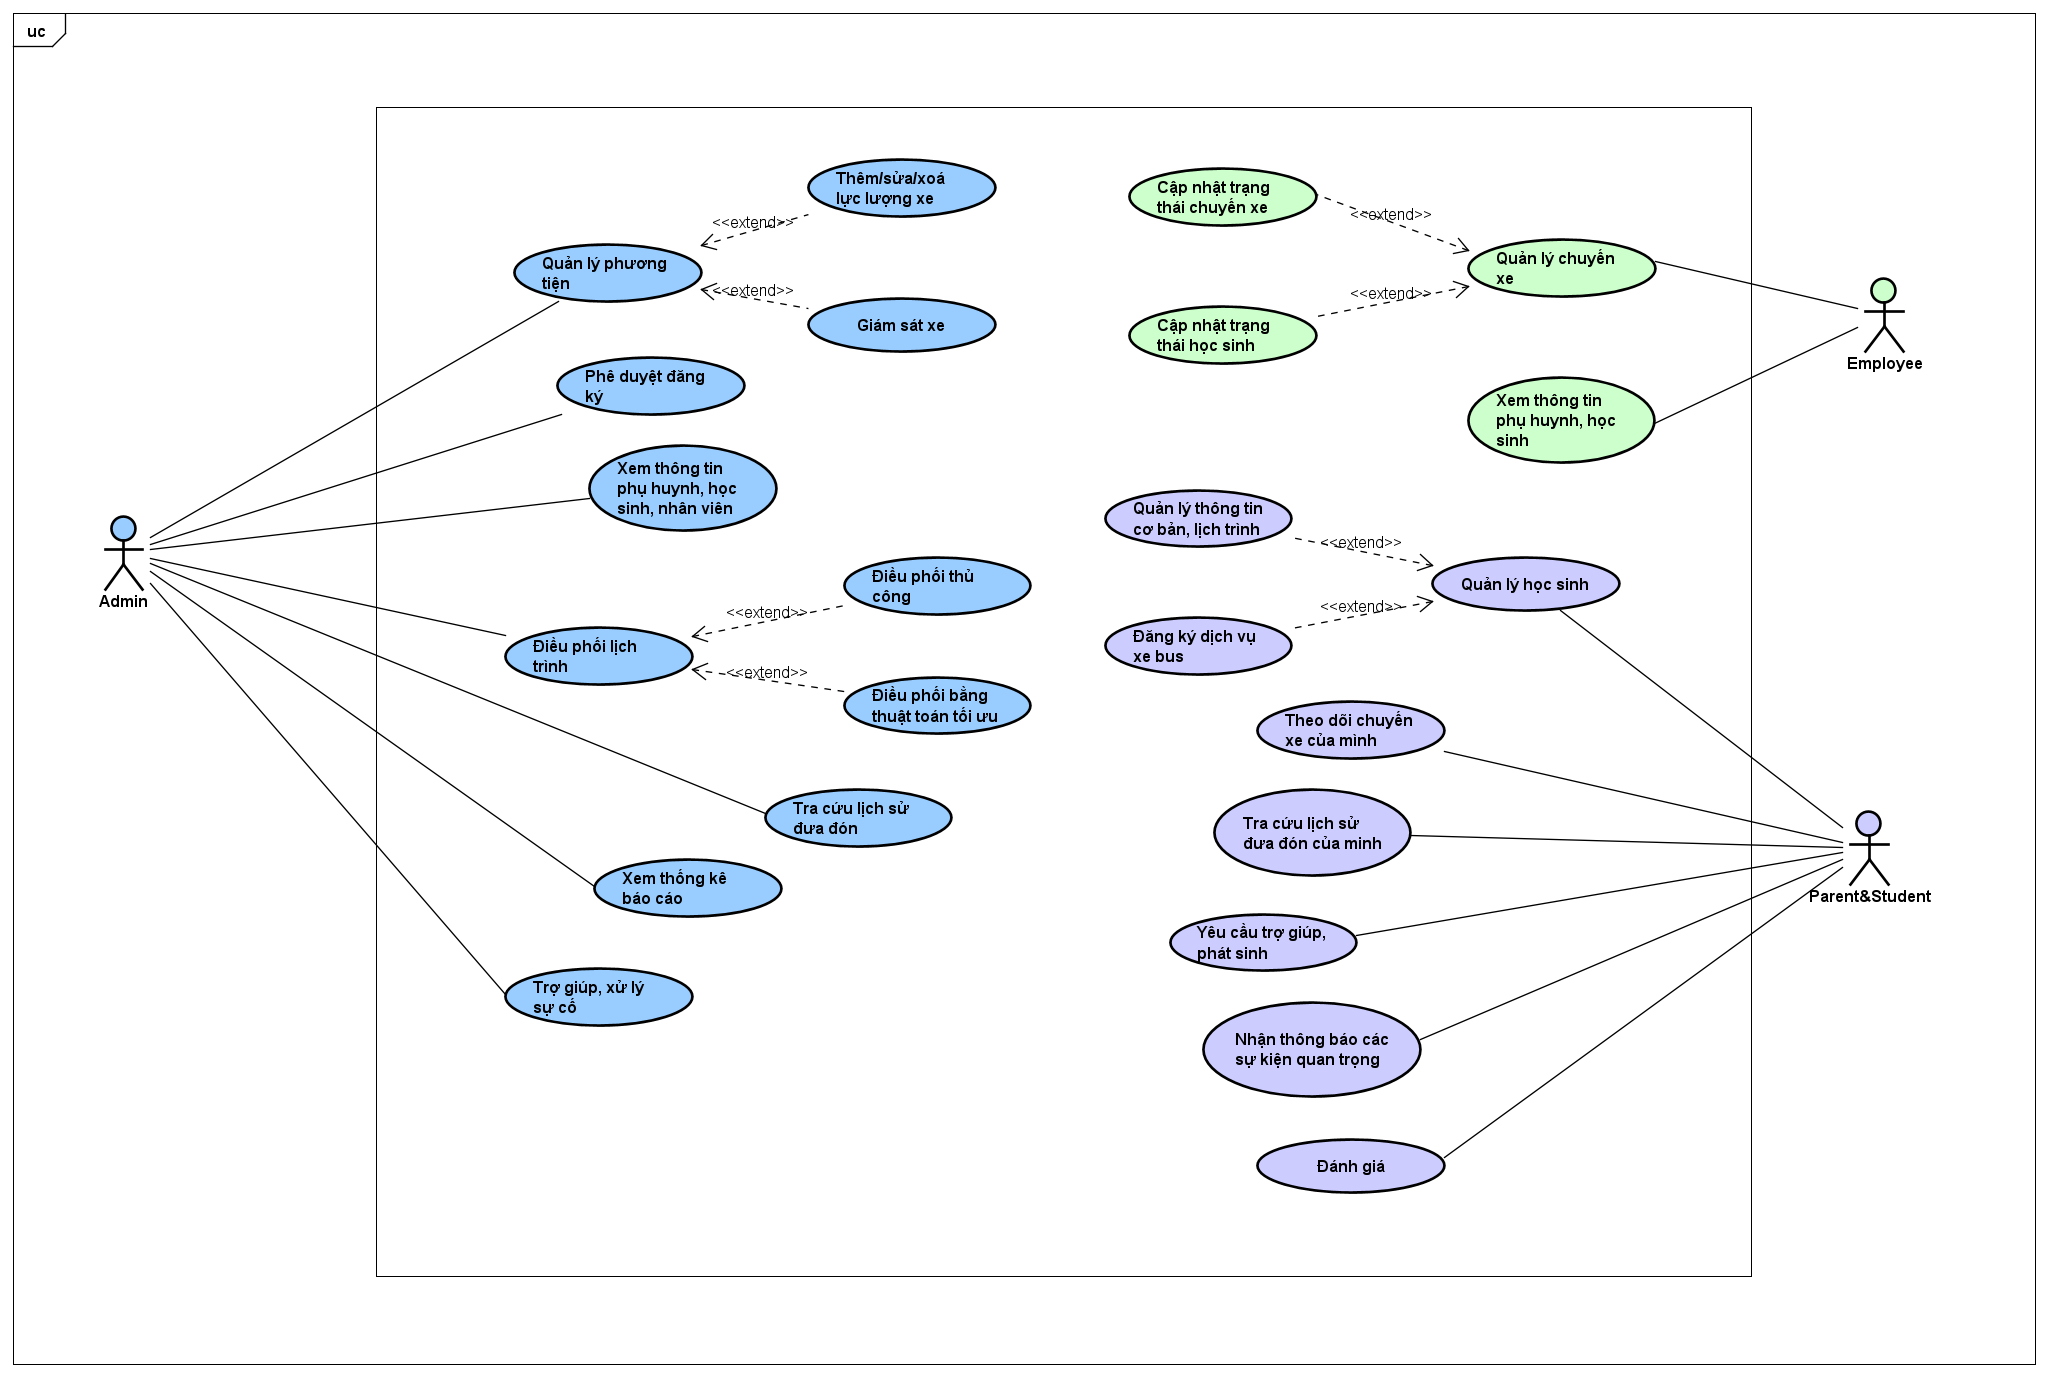 uc
Thêm/sửa/xoá
lực lượng xe
<<extend>>
Quản lý phương
tiện
<<extend>>
Giám sát xe
Phê duyệt đăng
ký
Xem thông tin
phụ huynh, học
sinh, nhân viên
Admin
Điều phối thủ
công
<<extend>>
Điều phối lịch
trình
<<extend>>
Điều phối bằng
thuật toán tối ưu
Tra cứu lịch sử
đưa đón
Xem thống kê
báo cáo
Trợ giúp, xử lý
sự cố
Cập nhật trạng
thái chuyến xe
<<extend>>
Quản lý chuyến
xe
<<extend>>
Cập nhật trạng
thái học sinh
Employee
Xem thông tin
phụ huynh, học
sinh
Quản lý thông tin
cơ bản, lịch trình
<<extend>>
Quản lý học sinh
<<extend>>
Đăng ký dịch vụ
xe bus
Theo dõi chuyến
xe của mình
Tra cứu lịch sử
đưa đón của minh
Parent&Student
Yêu cầu trợ giúp,
phát sinh
Nhận thông báo các
sự kiện quan trọng
Đánh giá